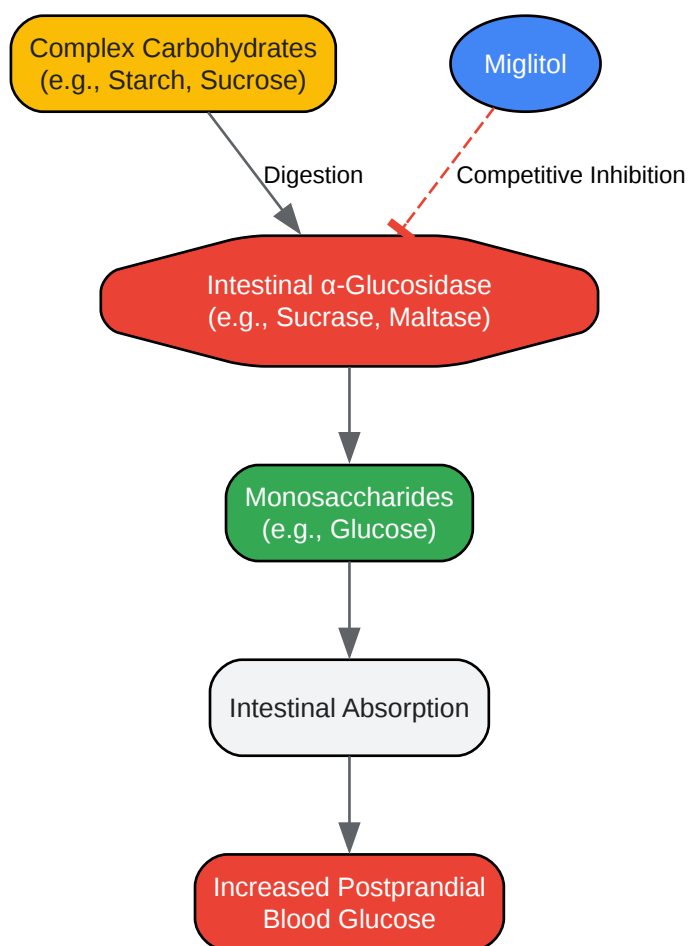 Complex Carbohydrates
(e.g., Starch, Sucrose)
Miglitol
Digestion
Competitive Inhibition
Intestinal α-Glucosidase
(e.g., Sucrase, Maltase)
Monosaccharides
(e.g., Glucose)
Intestinal Absorption
Increased Postprandial
Blood Glucose